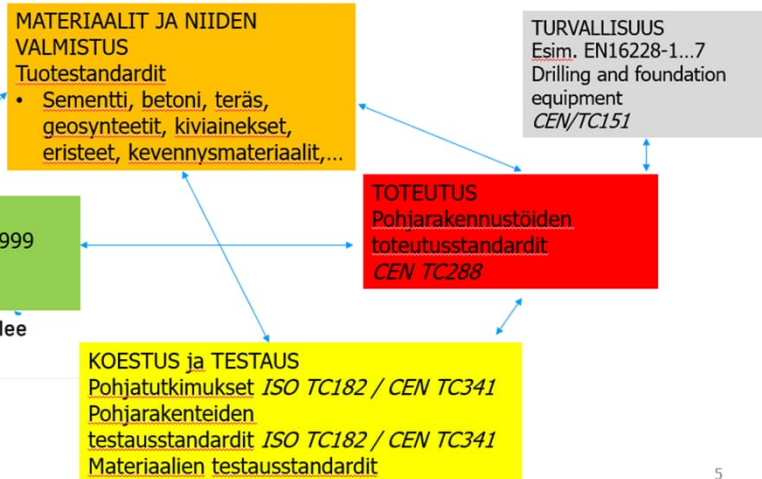 MATERIAALIT JA NIIDEN
VALMISTUS
Tuotestandardit
• Sementti, betoni, teräs,
geosynteetit, kiviainekset,
eristeet, kevennysmateriaalit,…
TURVALLISUUS
Esim. EN16228-1…7
Drilling and foundation
equipment
CEN/TC151
TOTEUTUS
Pohjarakennustöiden
toteutusstandardit
CEN TC288
999
lee
KOESTUS ja TESTAUS
Pohjatutkimukset ISO TC182 / CEN TC341
Pohjarakenteiden
testausstandardit ISO TC182 / CEN TC341
Materiaalien testausstandardit
5